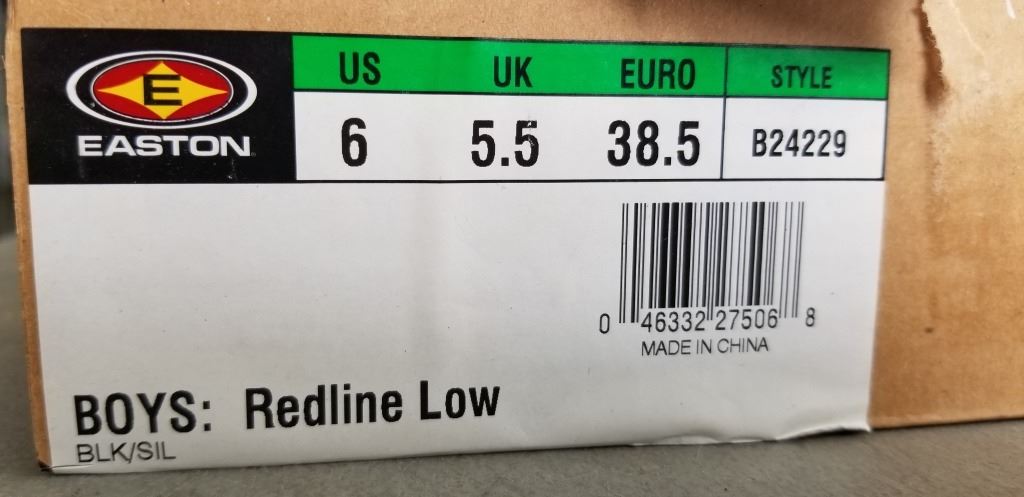 E
EASTON
US UK EURO STYLE
6 5.5 38.5 B24229
0 46332 27506 8
MADE IN CHINA
BOYS: Redline Low
BLK/SIL